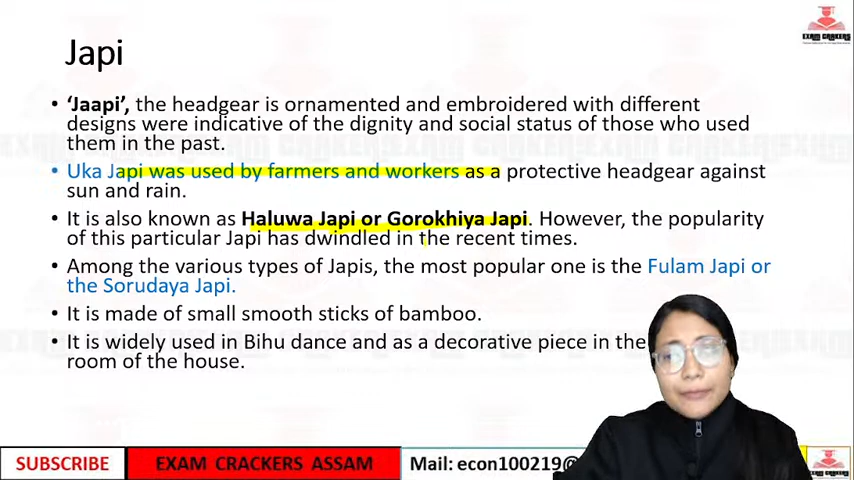 EXAM CRACKERS
Japi
• ‘Jaapi’, the headgear is ornamented and embroidered with different
designs were indicative of the dignity and social status of those who used
them in the past.
• Uka Japi was used by farmers and workers as a protective headgear against
sun and rain.
• It is also known as Haluwa Japi or Gorokhiya Japi. However, the popularity
of this particular Japi has dwindled in the recent times.
• Among the various types of Japis, the most popular one is the Fulam Japi or
the Sorudaya Japi.
• It is made of small smooth sticks of bamboo.
• It is widely used in Bihu dance and as a decorative piece in the
room of the house.
SUBSCRIBE
EXAM CRACKERS ASSAM
Mail: econ100219@